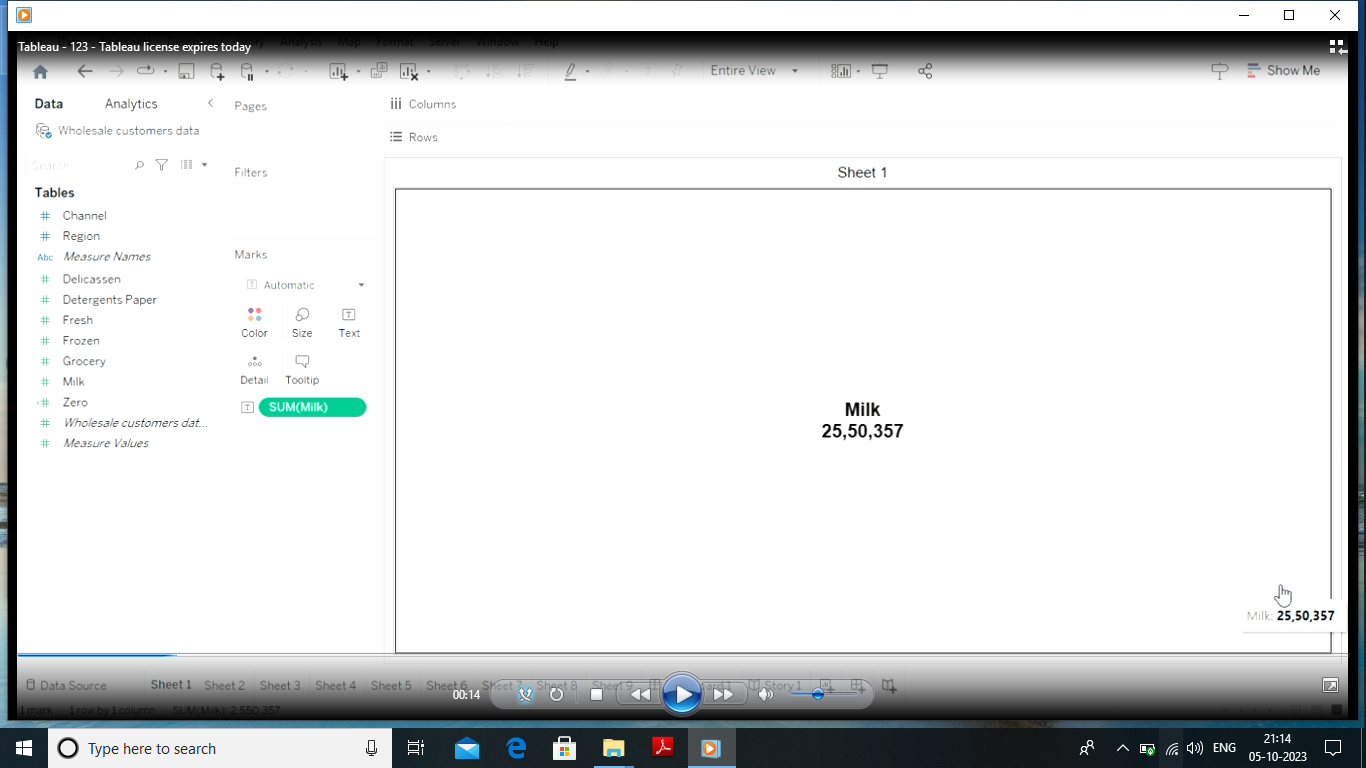 Tableau - 123 - Tableau license expires today
Analysis Map Format Server Window Help
Entire View
Show Me
Data Analytics
Pages
Columns
Wholesale customers data
Rows
Search
Filters
Sheet 1
Tables
Channel
Region
Abc Measure Names
Marks
Delicassen
Automatic
Detergents Paper
Fresh
Color Size Text
Frozen
Grocery
Detail Tooltip
Milk
Zero
SUM(Milk)
Wholesale customers dat...
Measure Values
Milk
25,50,357
Milk: 25,50,357
Data Source Sheet 1 Sheet 2 Sheet 3 Sheet 4 Sheet 5 Sheet 6 Sheet 7 Sheet 8 Sheet 9 Story 1
00:14
1 mark 1 row by 1 column SUM(Milk): 2,550,357
Type here to search
ENG
21:14
05-10-2023